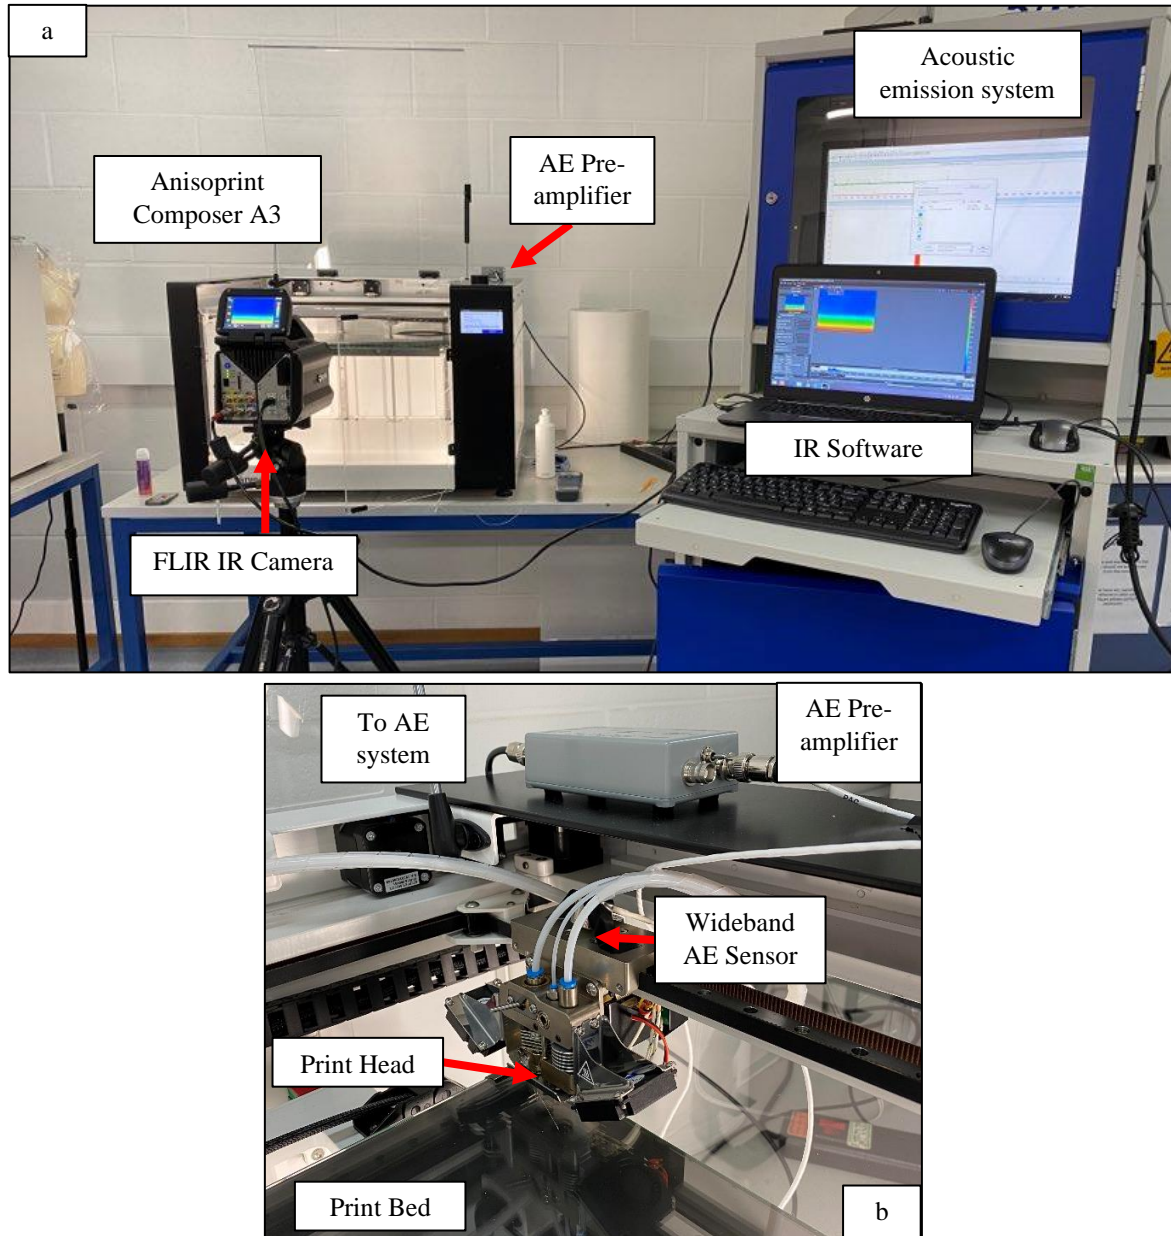 a
Acoustic
emission system
AE Pre-
amplifier
Anisoprint
Composer A3
IR Software
FLIR IR Camera
To AE
system
AE Pre-
amplifier
Wideband
AE Sensor
Print Head
Print Bed
b